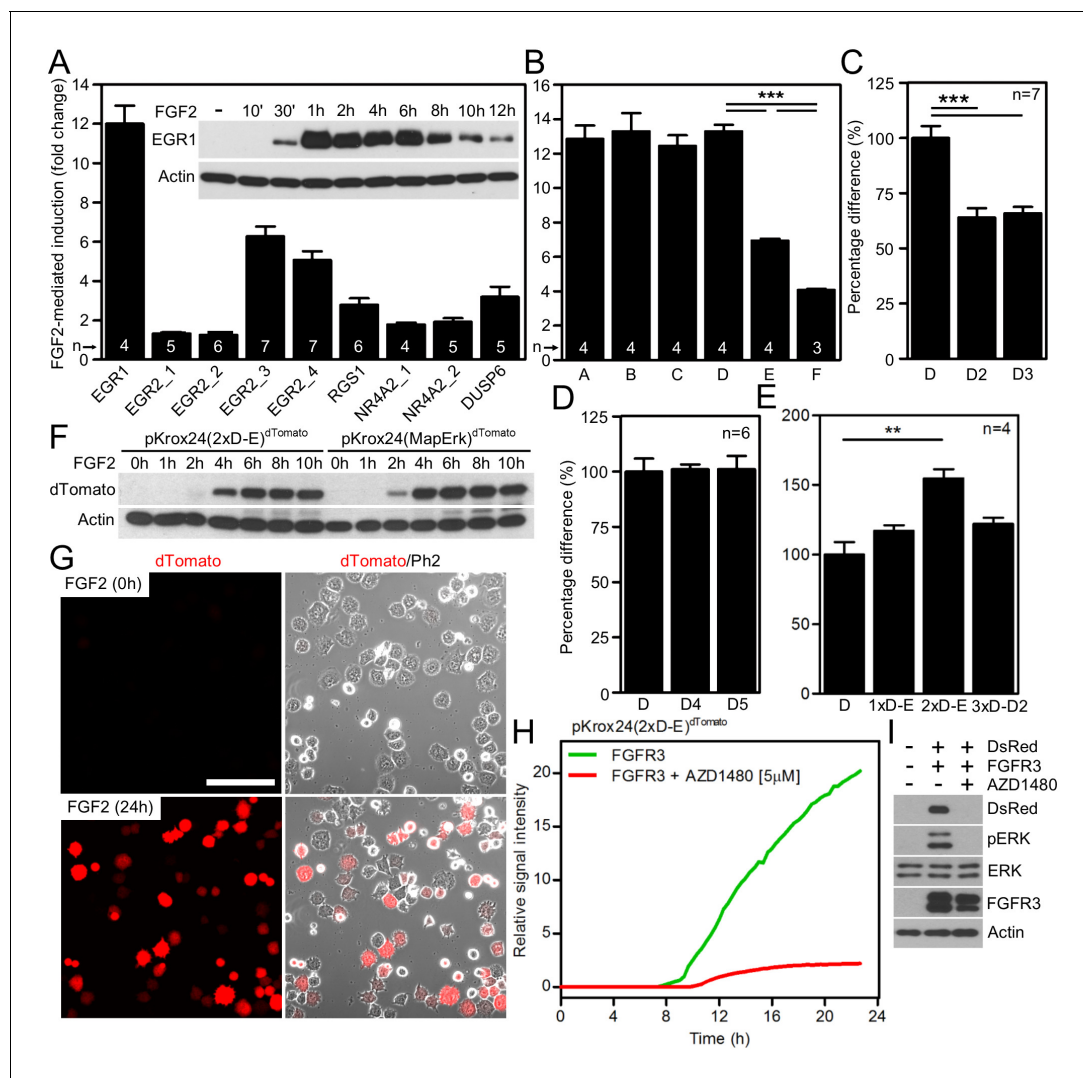 A
FGF2-mediated induction (fold change)
14
12
10
8
6
4
2
0
n→
4 5 6 7 7 6 4 5 5
EGR1 EGR2_1 EGR2_2 EGR2_3 EGR2_4 RGS1 NR4A2_1 NR4A2_2 DUSP6
FGF2 - 10' 30' 1h 2h 4h 6h 8h 10h 12h
EGR1
Actin
B
16
14
12
10
8
6
4
2
0
n→
4 4 4 4 4 3
A B C D E F
***
C
Percentage difference (%)
125
100
75
50
25
0
*** n=7
D D2 D3
D
Percentage difference (%)
125
100
75
50
25
0
n=6
D D4 D5
E
200
150
100
50
0
** n=4
D 1xD-E 2xD-E 3xD-D2
F
pKrox24(2xD-E)dTomato pKrox24(MapErk)dTomato
FGF2 0h 1h 2h 4h 6h 8h 10h 0h 1h 2h 4h 6h 8h 10h
dTomato
Actin
G
dTomato dTomato/Ph2
FGF2 (0h)
FGF2 (24h)
H
pKrox24(2xD-E)dTomato
FGFR3
FGFR3 + AZD1480 [5µM]
Relative signal intensity
20
15
10
5
0
0 4 8 12 16 20 24
Time (h)
I
- + + DsRed
- + + FGFR3
- - + AZD1480
DsRed
pERK
ERK
FGFR3
Actin